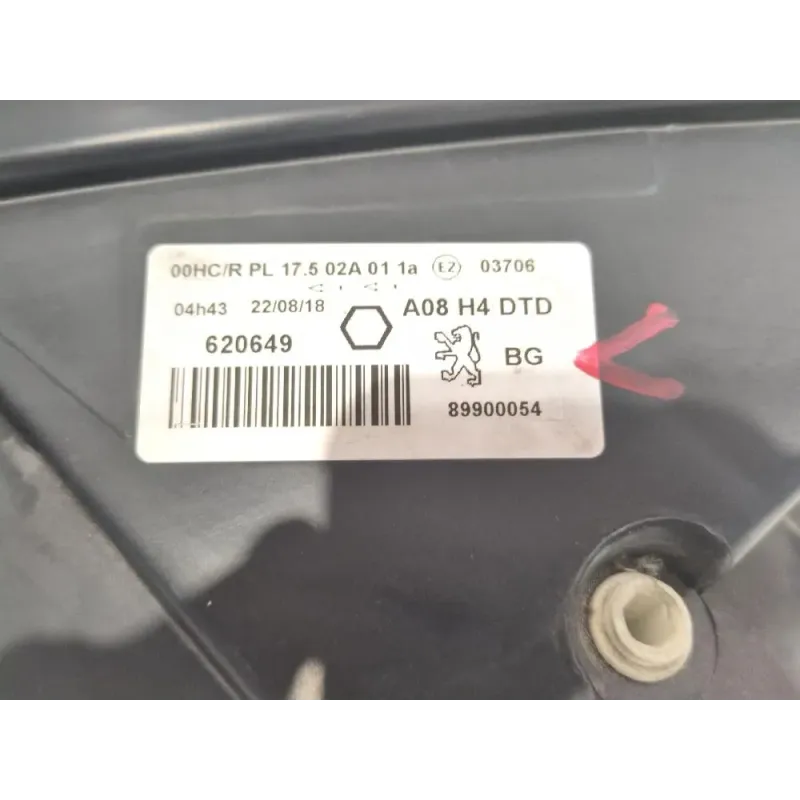 00HC/R PL 17.5 02A 01 1a E2 03706
04h43 22/08/18 A08 H4 DTD
620649 BG
89900054